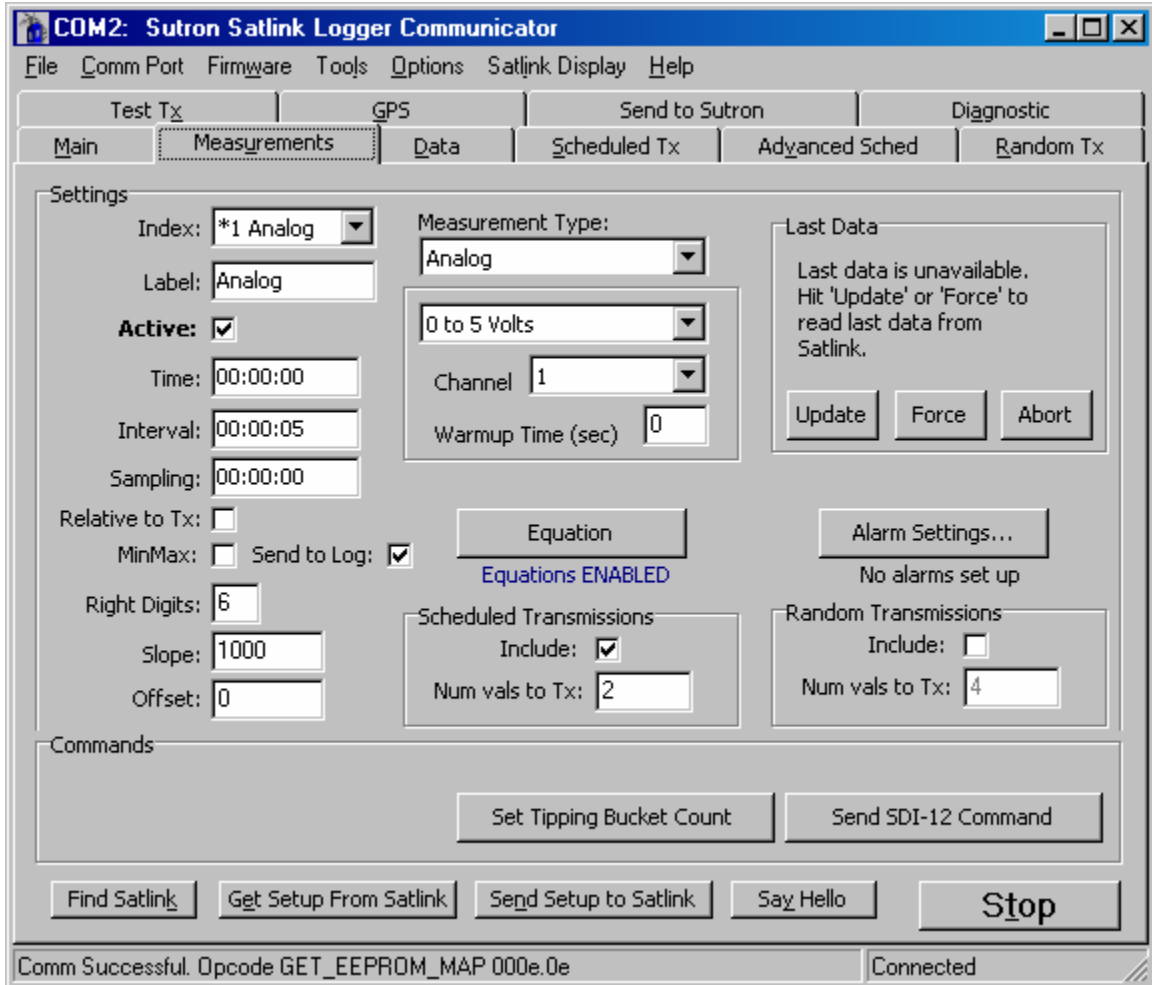 COM2: Sutron Satlink Logger Communicator
File Comm Port Firmware Tools Options Satlink Display Help
Test Tx GPS Send to Sutron Diagnostic
Main Measurements Data Scheduled Tx Advanced Sched Random Tx
Settings
Index: *1 Analog
Label: Analog
Active:
Time: 00:00:00
Interval: 00:00:05
Sampling: 00:00:00
Relative to Tx:
MinMax: Send to Log:
Right Digits: 6
Slope: 1000
Offset: 0
Measurement Type:
Analog
0 to 5 Volts
Channel 1
Warmup Time (sec) 0
Equation
Equations ENABLED
Scheduled Transmissions
Include:
Num vals to Tx: 2
Last Data
Last data is unavailable.
Hit 'Update' or 'Force' to
read last data from
Satlink.
Update Force Abort
Alarm Settings...
No alarms set up
Random Transmissions
Include:
Num vals to Tx: 4
Commands
Set Tipping Bucket Count Send SDI-12 Command
Find Satlink Get Setup From Satlink Send Setup to Satlink Say Hello Stop
Comm Successful. Opcode GET_EEPROM_MAP 000e.0e Connected